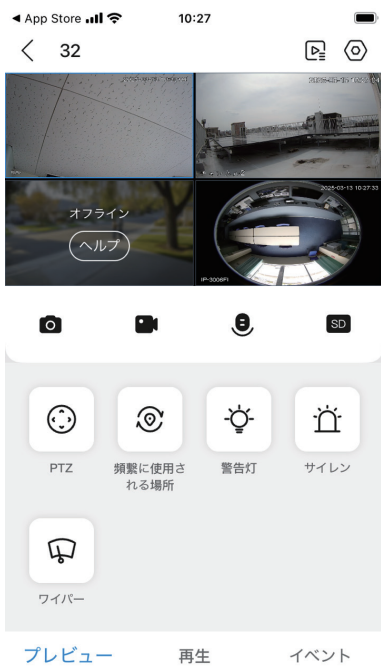 ◀ App Store
10:27
32
オフライン
ヘルプ
2025-03-13 10:27:33
IP-3006FI
SD
PTZ
頻繫に使用さ
れる場所
警告灯
サイレン
ワイパー
プレビュー
再生
イベント